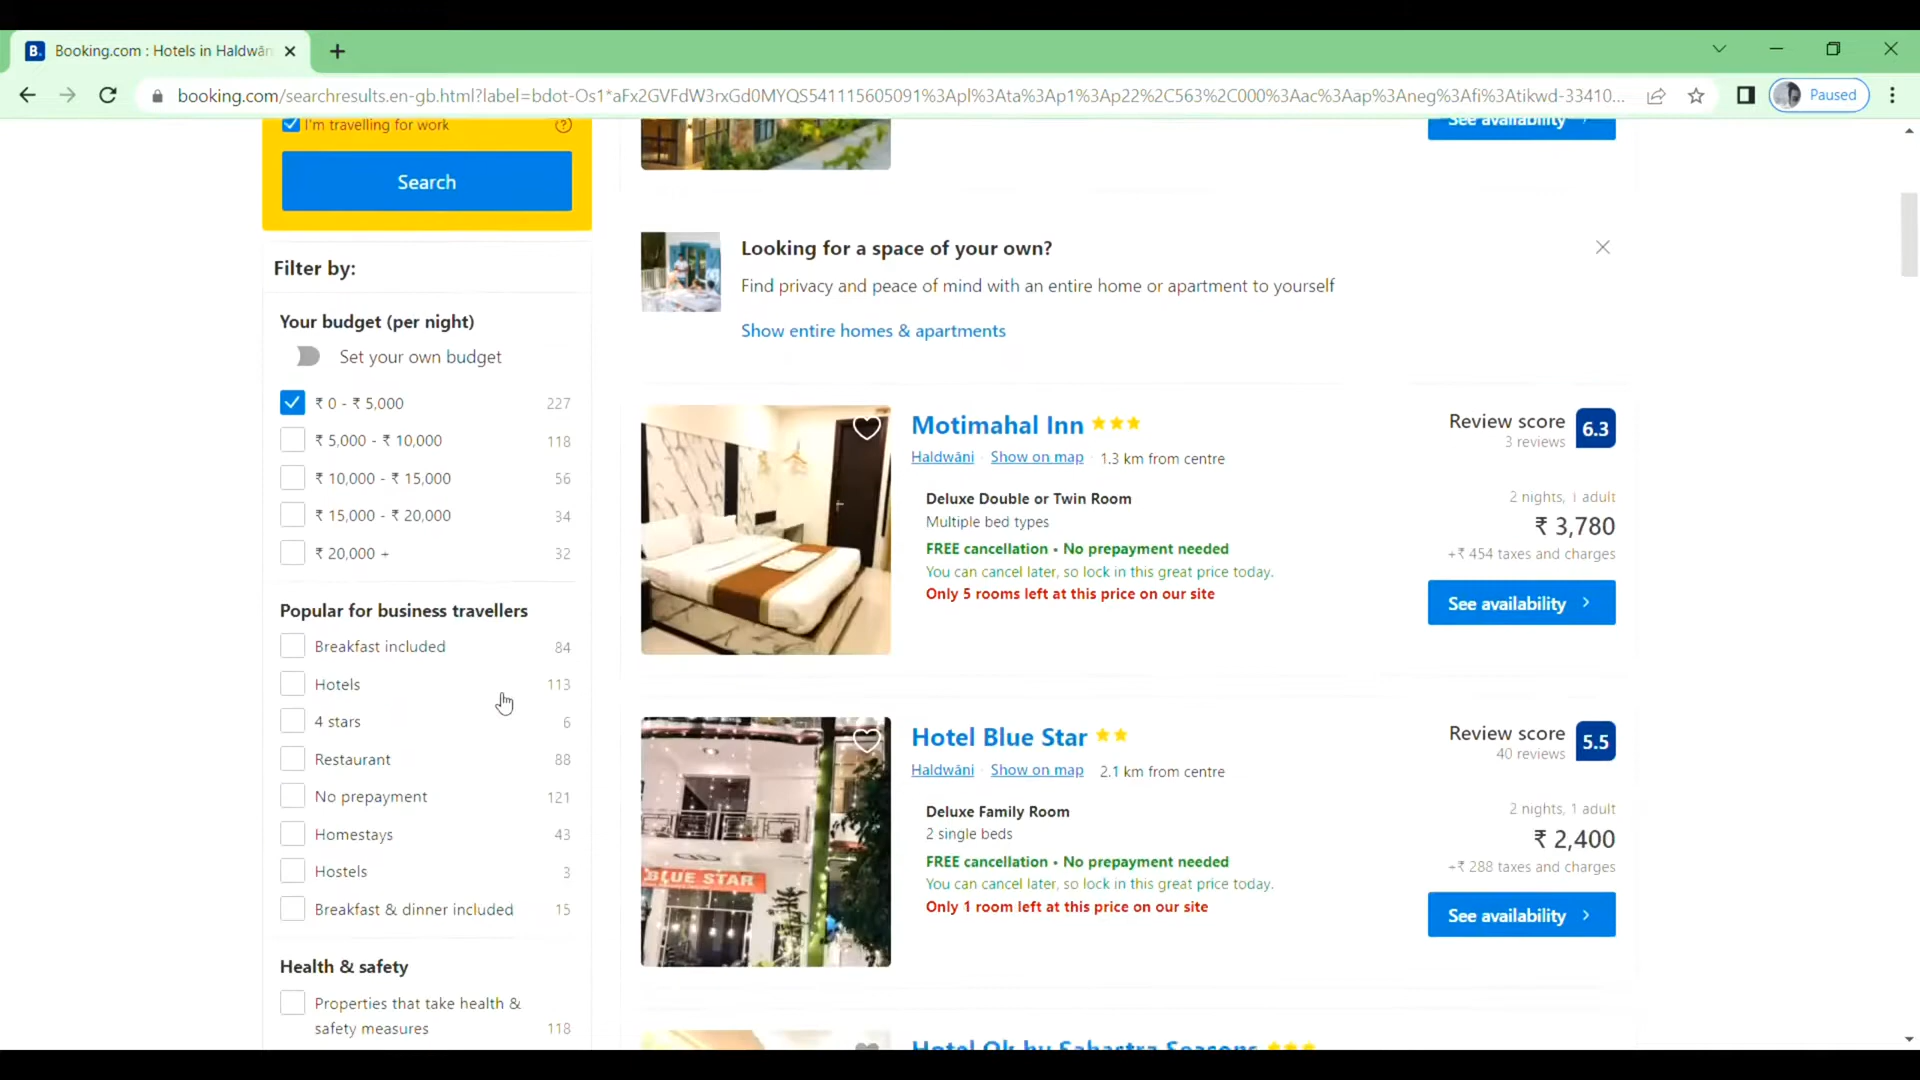 Booking.com : Hotels in Haldwān
booking.com/searchresults.en-gb.html?label=bdot-Os1*aFx2GVFdW3rxGd0MYQS541115605091%3Apl%3Ata%3Ap1%3Ap22%2C563%2C000%3Aac%3Aap%3Aneg%3Afi%3Atikwd-33410...
Paused
I'm travelling for work
Search
See availability
Looking for a space of your own?
Find privacy and peace of mind with an entire home or apartment to yourself
Show entire homes & apartments
Filter by:
Your budget (per night)
Set your own budget
₹ 0 - ₹ 5,000 227
₹ 5,000 - ₹ 10,000 118
₹ 10,000 - ₹ 15,000 56
₹ 15,000 - ₹ 20,000 34
₹ 20,000 + 32
Popular for business travellers
Breakfast included 84
Hotels 113
4 stars 6
Restaurant 88
No prepayment 121
Homestays 43
Hostels 3
Breakfast & dinner included 15
Health & safety
Properties that take health &
safety measures 118
Motimahal Inn
Haldwāni Show on map 1.3 km from centre
Deluxe Double or Twin Room
Multiple bed types
FREE cancellation • No prepayment needed
You can cancel later, so lock in this great price today.
Only 5 rooms left at this price on our site
Review score 6.3
3 reviews
2 nights, 1 adult
₹ 3,780
+₹ 454 taxes and charges
See availability
BLUE STAR
Hotel Blue Star
Haldwāni Show on map 2.1 km from centre
Deluxe Family Room
2 single beds
FREE cancellation • No prepayment needed
You can cancel later, so lock in this great price today.
Only 1 room left at this price on our site
Review score 5.5
40 reviews
2 nights, 1 adult
₹ 2,400
+₹ 288 taxes and charges
See availability
Hotel Ok by Sahastra Seasons